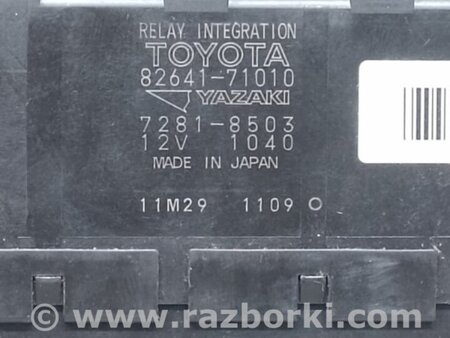 RELAY INTEGRATION
TOYOTA
82641-71010
YAZAKI
7281-8503
12V 1040
MADE IN JAPAN
11M29 1109
www.razborki.com